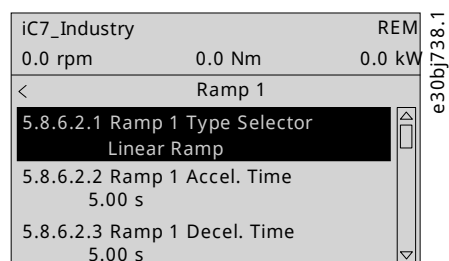 iC7_Industry REM
0.0 rpm 0.0 Nm 0.0 kW
< Ramp 1
5.8.6.2.1 Ramp 1 Type Selector
Linear Ramp
5.8.6.2.2 Ramp 1 Accel. Time
5.00 s
5.8.6.2.3 Ramp 1 Decel. Time
5.00 s
e30bj738.1